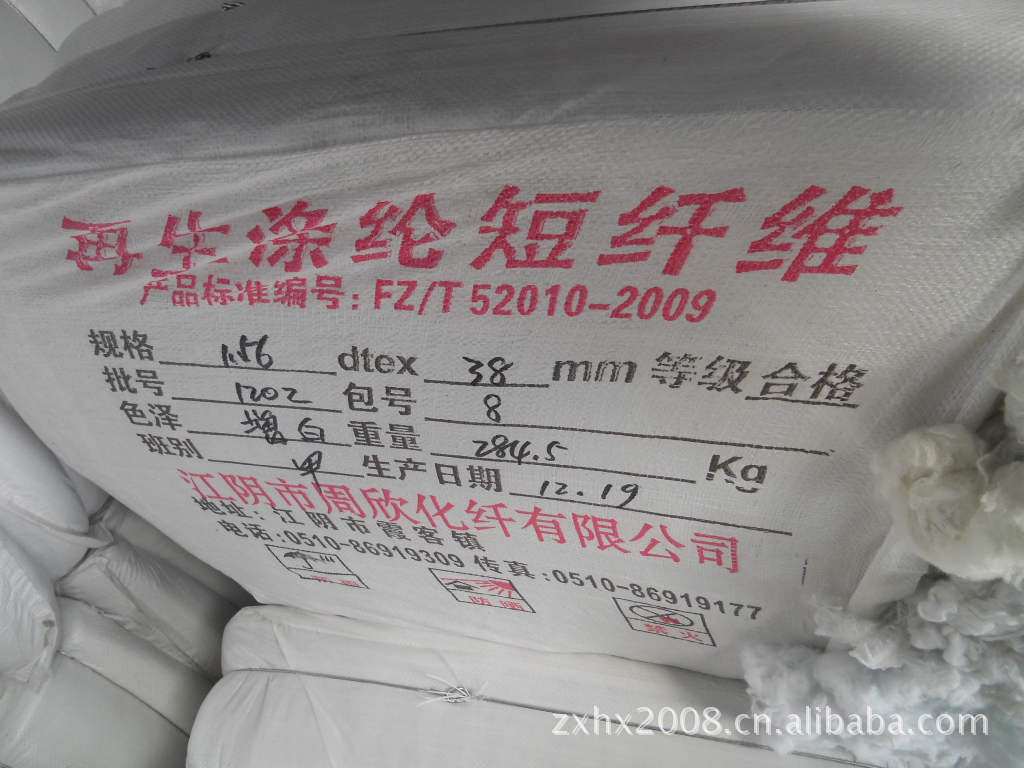 再生涤纶短纤维
产品标准编号: FZ/T 52010-2009
规格 1.56 dtex 38 mm 等级 合格
批号 1202 包号 8
色泽 增白 重量 284.5 Kg
班别 甲 生产日期 12.19
江阴市周欣化纤有限公司
地址: 江阴市霞客镇
电话: 0510-86919309 传真: 0510-86919177
防晒
禁火
zxhx2008.cn.alibaba.com